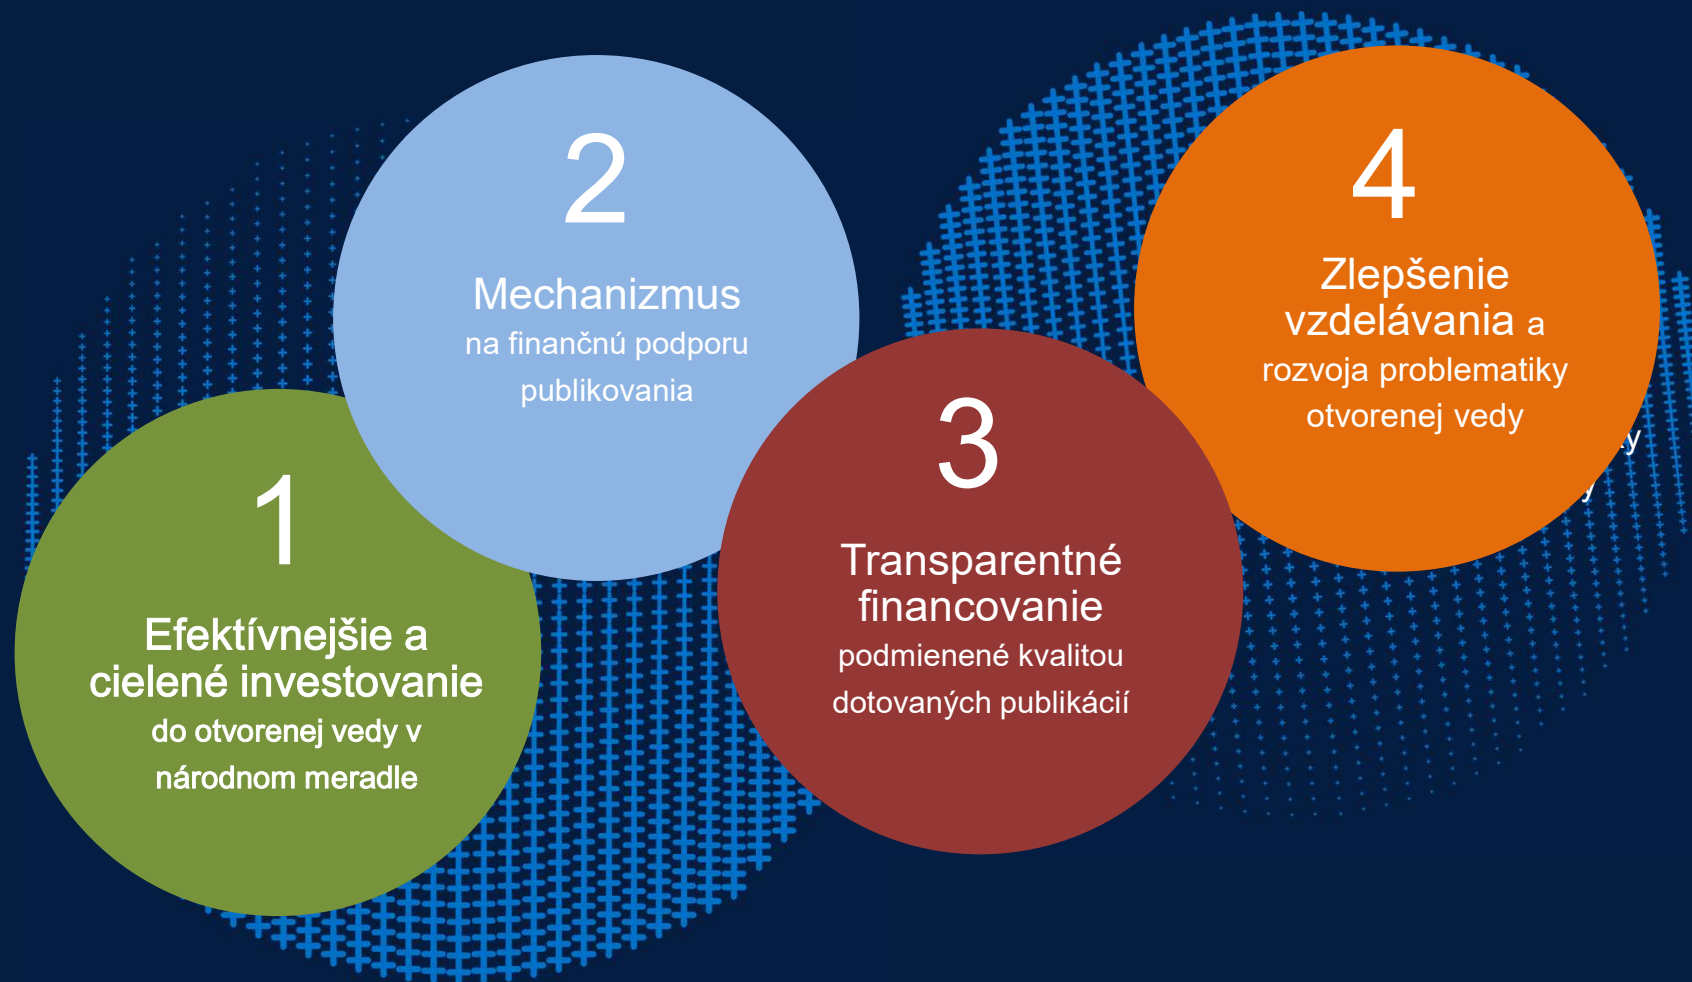 1
Efektívnejšie a
cielené investovanie
do otvorenej vedy v
národnom meradle
2
Mechanizmus
na finančnú podporu
publikovania
3
Transparentné
financovanie
podmienené kvalitou
dotovaných publikácií
4
Zlepšenie
vzdelávania a
rozvoja problematiky
otvorenej vedy